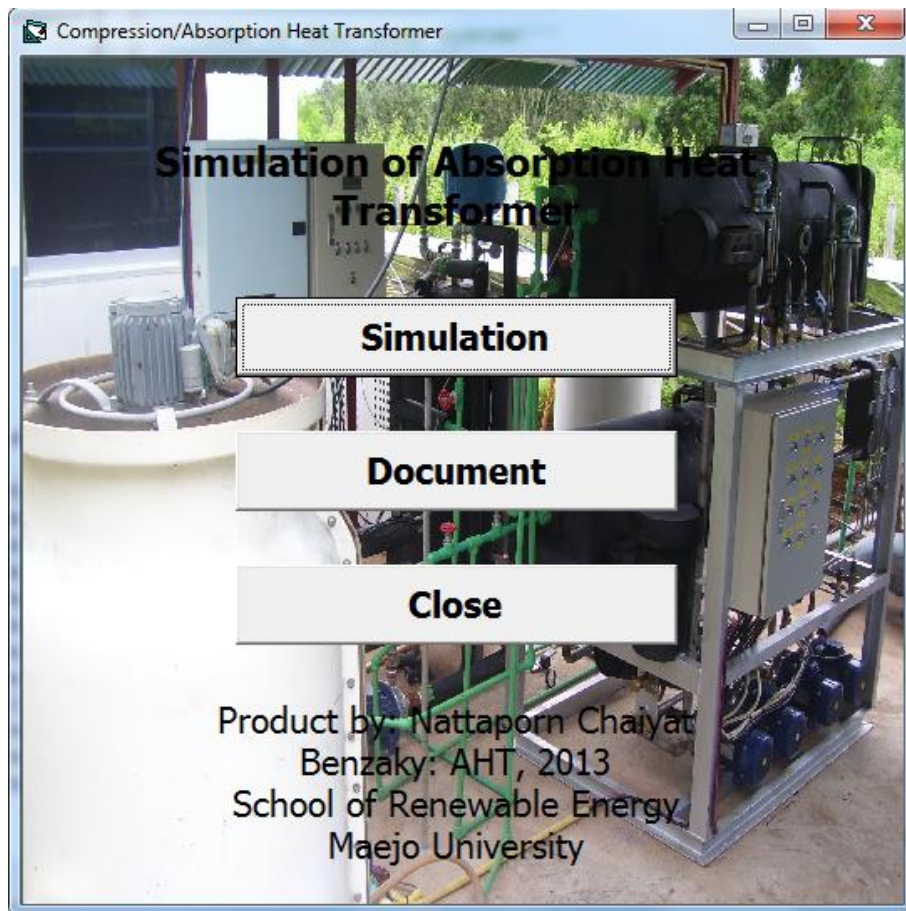 Compression/Absorption Heat Transformer
Simulation of Absorption Heat
Transformer
Simulation
Document
Close
Product by: Nattaporn Chaiyat
Benzaky: AHT, 2013
School of Renewable Energy
Maejo University